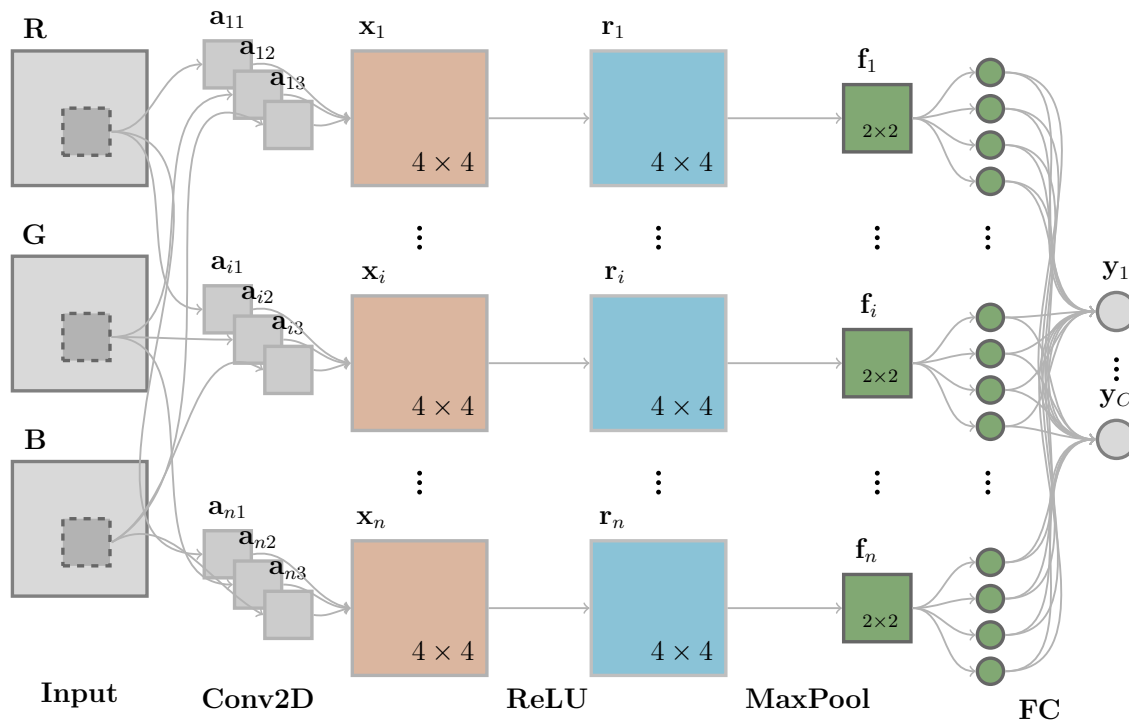 R
a₁₁
a₁₂
a₁₃
x₁
r₁
f₁
4 × 4
4 × 4
2×2
⋮
⋮
⋮
⋮
G
aᵢ₁
aᵢ₂
aᵢ₃
xᵢ
rᵢ
fᵢ
y₁
4 × 4
4 × 4
2×2
⋮
y_C
B
⋮
⋮
⋮
⋮
aₙ₁
aₙ₂
aₙ₃
xₙ
rₙ
fₙ
4 × 4
4 × 4
2×2
Input
Conv2D
ReLU
MaxPool
FC